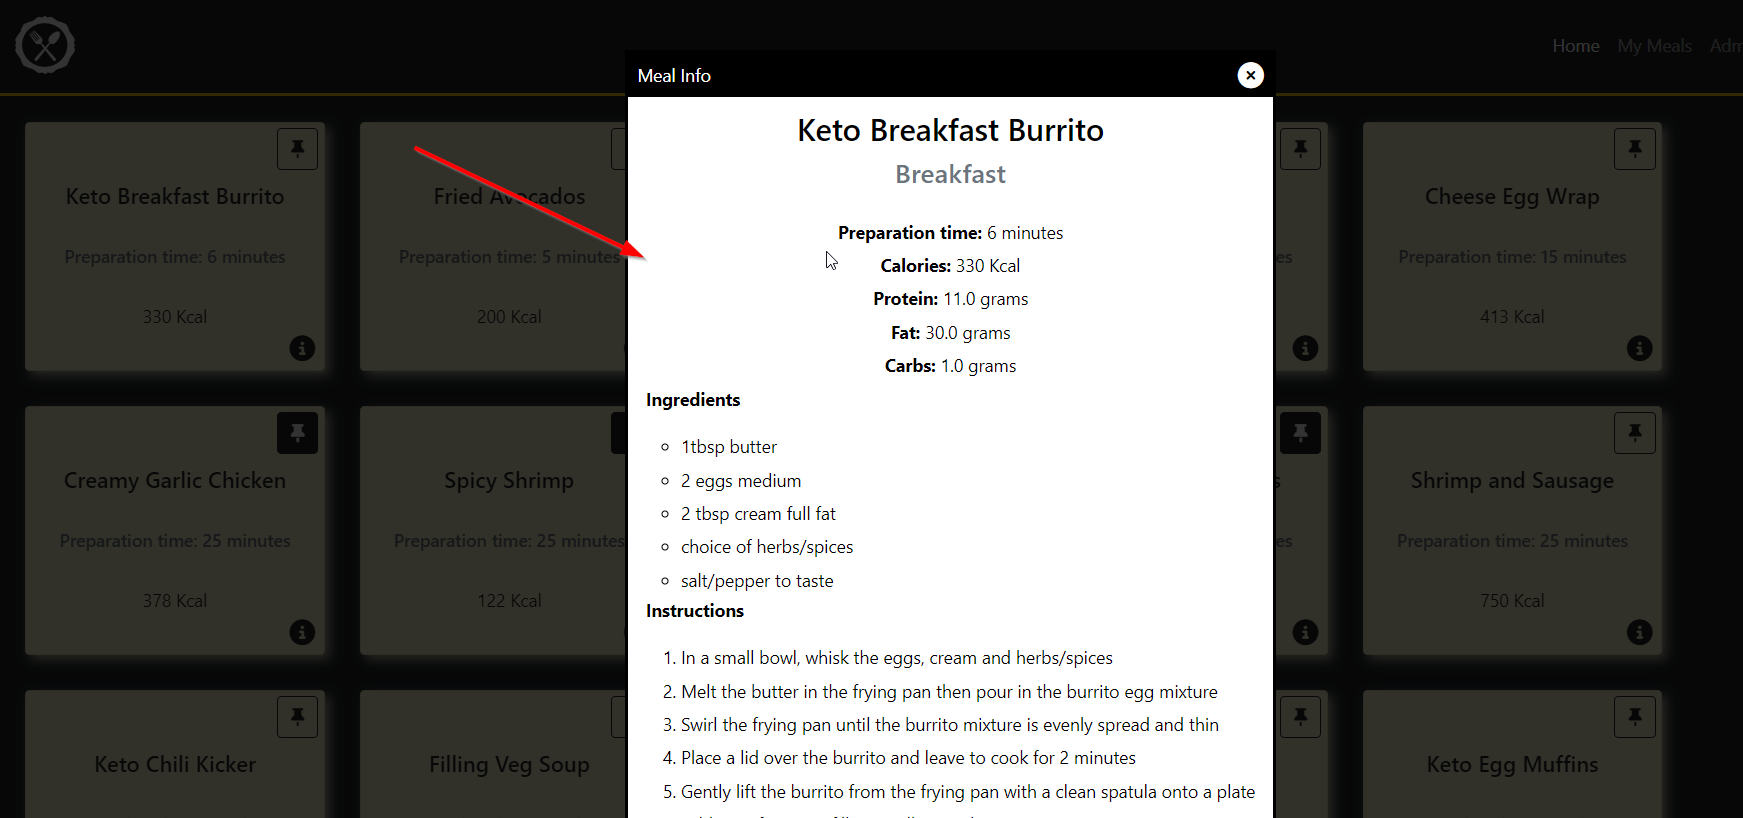 Home My Meals Adm
Meal Info
Keto Breakfast Burrito
Breakfast
Preparation time: 6 minutes
Calories: 330 Kcal
Protein: 11.0 grams
Fat: 30.0 grams
Carbs: 1.0 grams
Ingredients
1tbsp butter
2 eggs medium
2 tbsp cream full fat
choice of herbs/spices
salt/pepper to taste
Instructions
1. In a small bowl, whisk the eggs, cream and herbs/spices
2. Melt the butter in the frying pan then pour in the burrito egg mixture
3. Swirl the frying pan until the burrito mixture is evenly spread and thin
4. Place a lid over the burrito and leave to cook for 2 minutes
5. Gently lift the burrito from the frying pan with a clean spatula onto a plate
Keto Breakfast Burrito
Preparation time: 6 minutes
330 Kcal
Fried Avocados
Preparation time: 5 minutes
200 Kcal
Cheese Egg Wrap
Preparation time: 15 minutes
413 Kcal
Creamy Garlic Chicken
Preparation time: 25 minutes
378 Kcal
Spicy Shrimp
Preparation time: 25 minutes
122 Kcal
Shrimp and Sausage
Preparation time: 25 minutes
750 Kcal
Keto Chili Kicker
Filling Veg Soup
Keto Egg Muffins